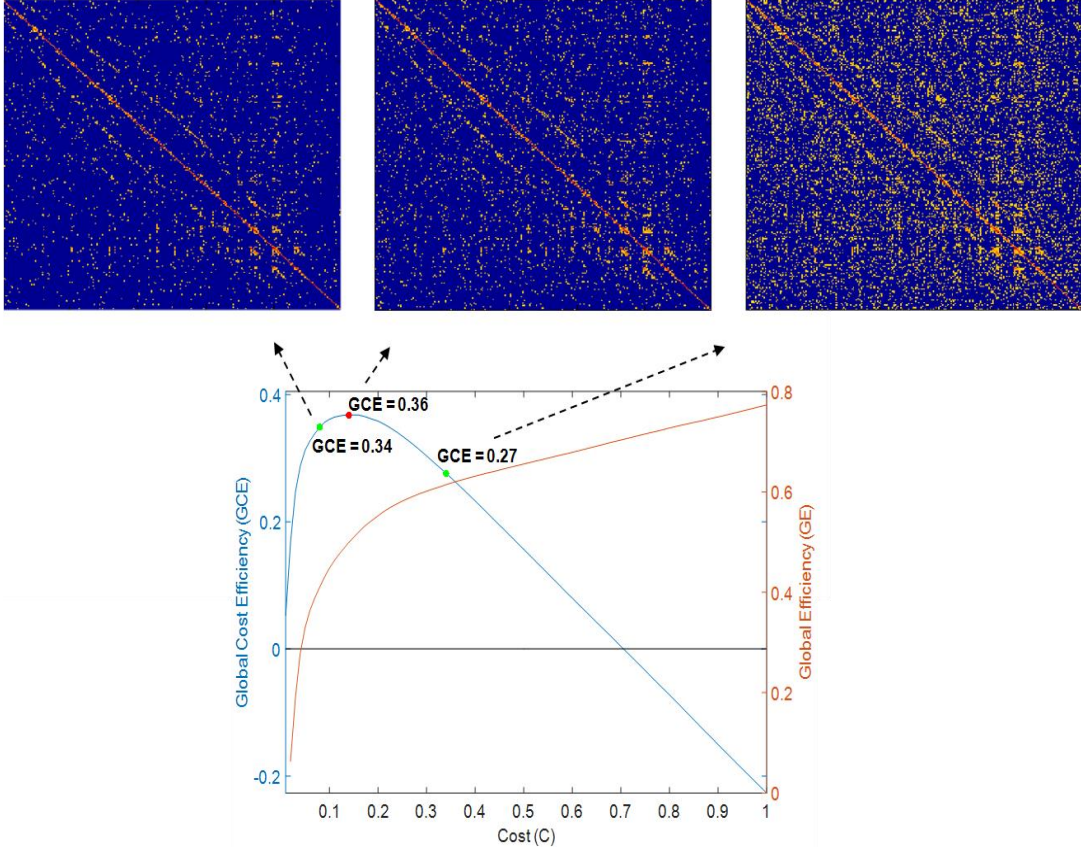 0.4
0.8
GCE = 0.36
GCE = 0.34
GCE = 0.27
0.6
Global Cost Efficiency (GCE)
0.2
Global Efficiency (GE)
0.4
0
0.2
-0.2
0
0.1 0.2 0.3 0.4 0.5 0.6 0.7 0.8 0.9 1
Cost (C)